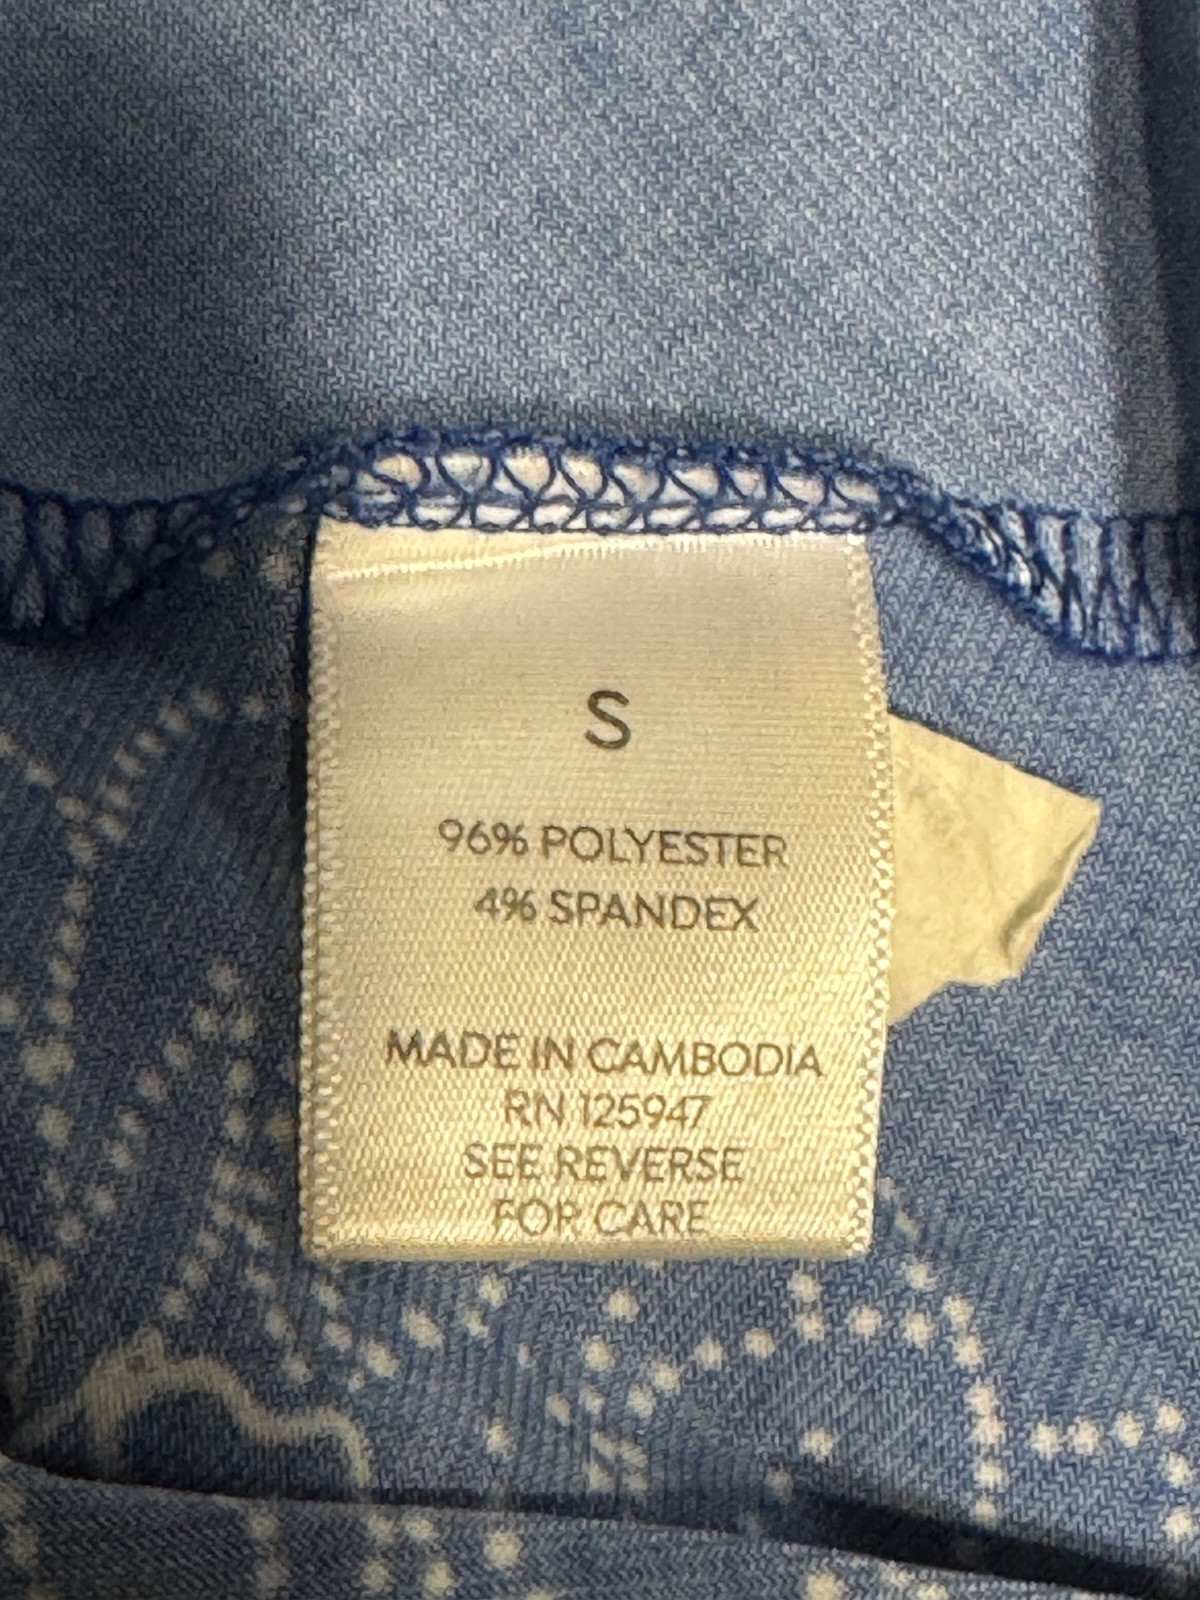 S
96% POLYESTER
4% SPANDEX
MADE IN CAMBODIA
RN 125947
SEE REVERSE
FOR CARE